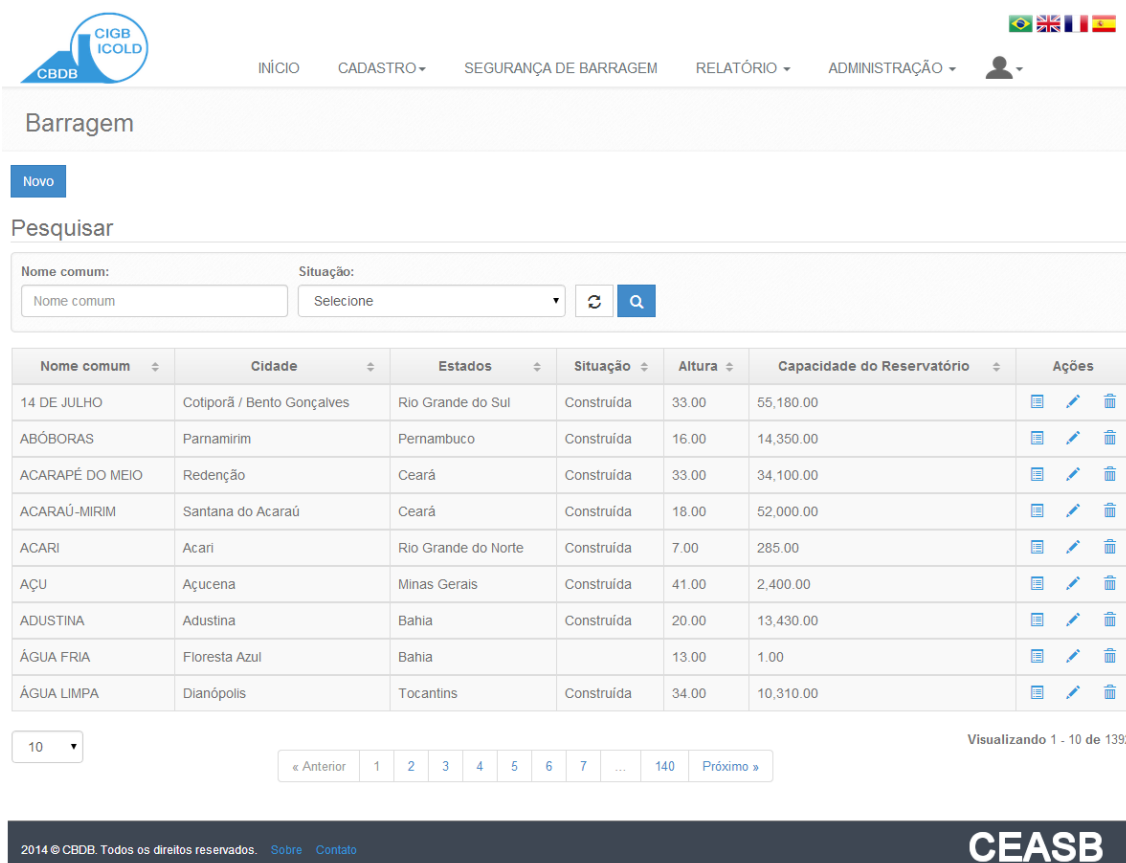 CIGB
ICOLD
CBDB
INÍCIO CADASTRO SEGURANÇA DE BARRAGEM RELATÓRIO ADMINISTRAÇÃO
Barragem
Novo
Pesquisar
Nome comum: Situação:
Nome comum Selecione
Nome comum Cidade Estados Situação Altura Capacidade do Reservatório Ações
14 DE JULHO Cotiporã / Bento Gonçalves Rio Grande do Sul Construída 33.00 55,180.00
ABÓBORAS Parnamirim Pernambuco Construída 16.00 14,350.00
ACARAPÉ DO MEIO Redenção Ceará Construída 33.00 34,100.00
ACARAÚ-MIRIM Santana do Acaraú Ceará Construída 18.00 52,000.00
ACARI Acari Rio Grande do Norte Construída 7.00 285.00
AÇU Açucena Minas Gerais Construída 41.00 2,400.00
ADUSTINA Adustina Bahia Construída 20.00 13,430.00
ÁGUA FRIA Floresta Azul Bahia 13.00 1.00
ÁGUA LIMPA Dianópolis Tocantins Construída 34.00 10,310.00
10 Visualizando 1 - 10 de 1392
« Anterior 1 2 3 4 5 6 7 ... 140 Próximo »
2014 © CBDB. Todos os direitos reservados. Sobre Contato CEASB